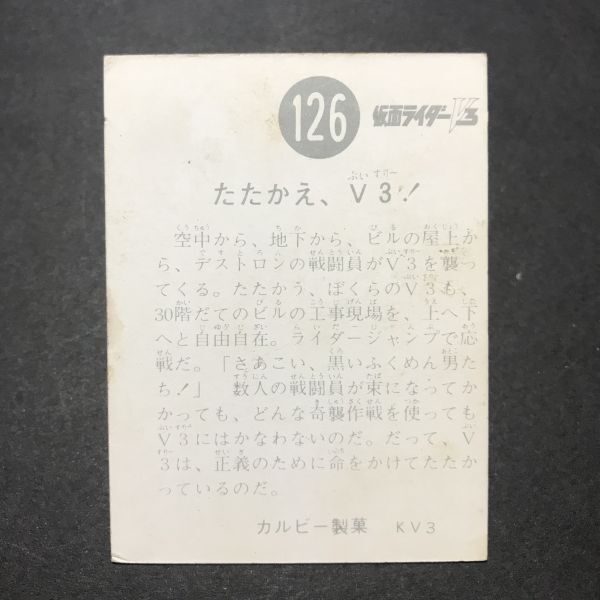 126 仮面ライダーV3
たたかえ、V3!
空中から、地下から、ビルの屋上か
ら、デストロンの戦闘員がV3を襲っ
てくる。たたかう、ぼくらのV3も、
30階だてのビルの工事現場を、上へ下
へと自由自在。ライダージャンプで応
戦だ。「さあこい、黒いふくめん男た
ち!」 数人の戦闘員が束になってか
かっても、どんな奇襲作戦を使っても
V3にはかなわないのだ。だって、V
3は、正義のために命をかけてたたか
っているのだ。
カルビー製菓 KV3